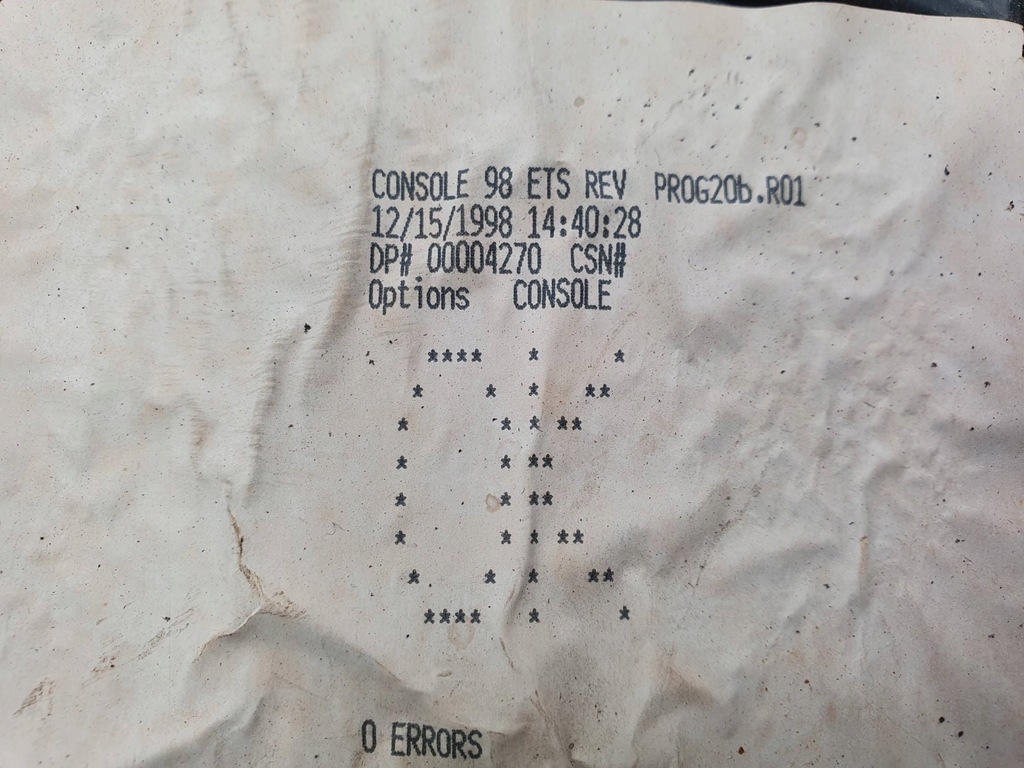 CONSOLE 98 ETS REV PROG20b.R01
12/15/1998 14:40:28
DP# 00004270 CSN#
Options CONSOLE
**** * *
* * * **
* * * **
* * **
* * **
* * * **
* * * **
**** * *
0 ERRORS